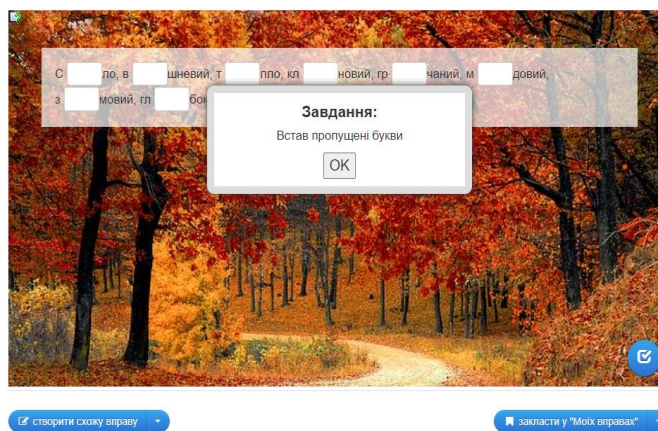 С ло, в шневий, т пло, кл новий, гр чаний, м довий,
з мовий, гл бок
Завдання:
Встав пропущені букви
OK
створити схожу вправу
закласти у "Моїх вправах"